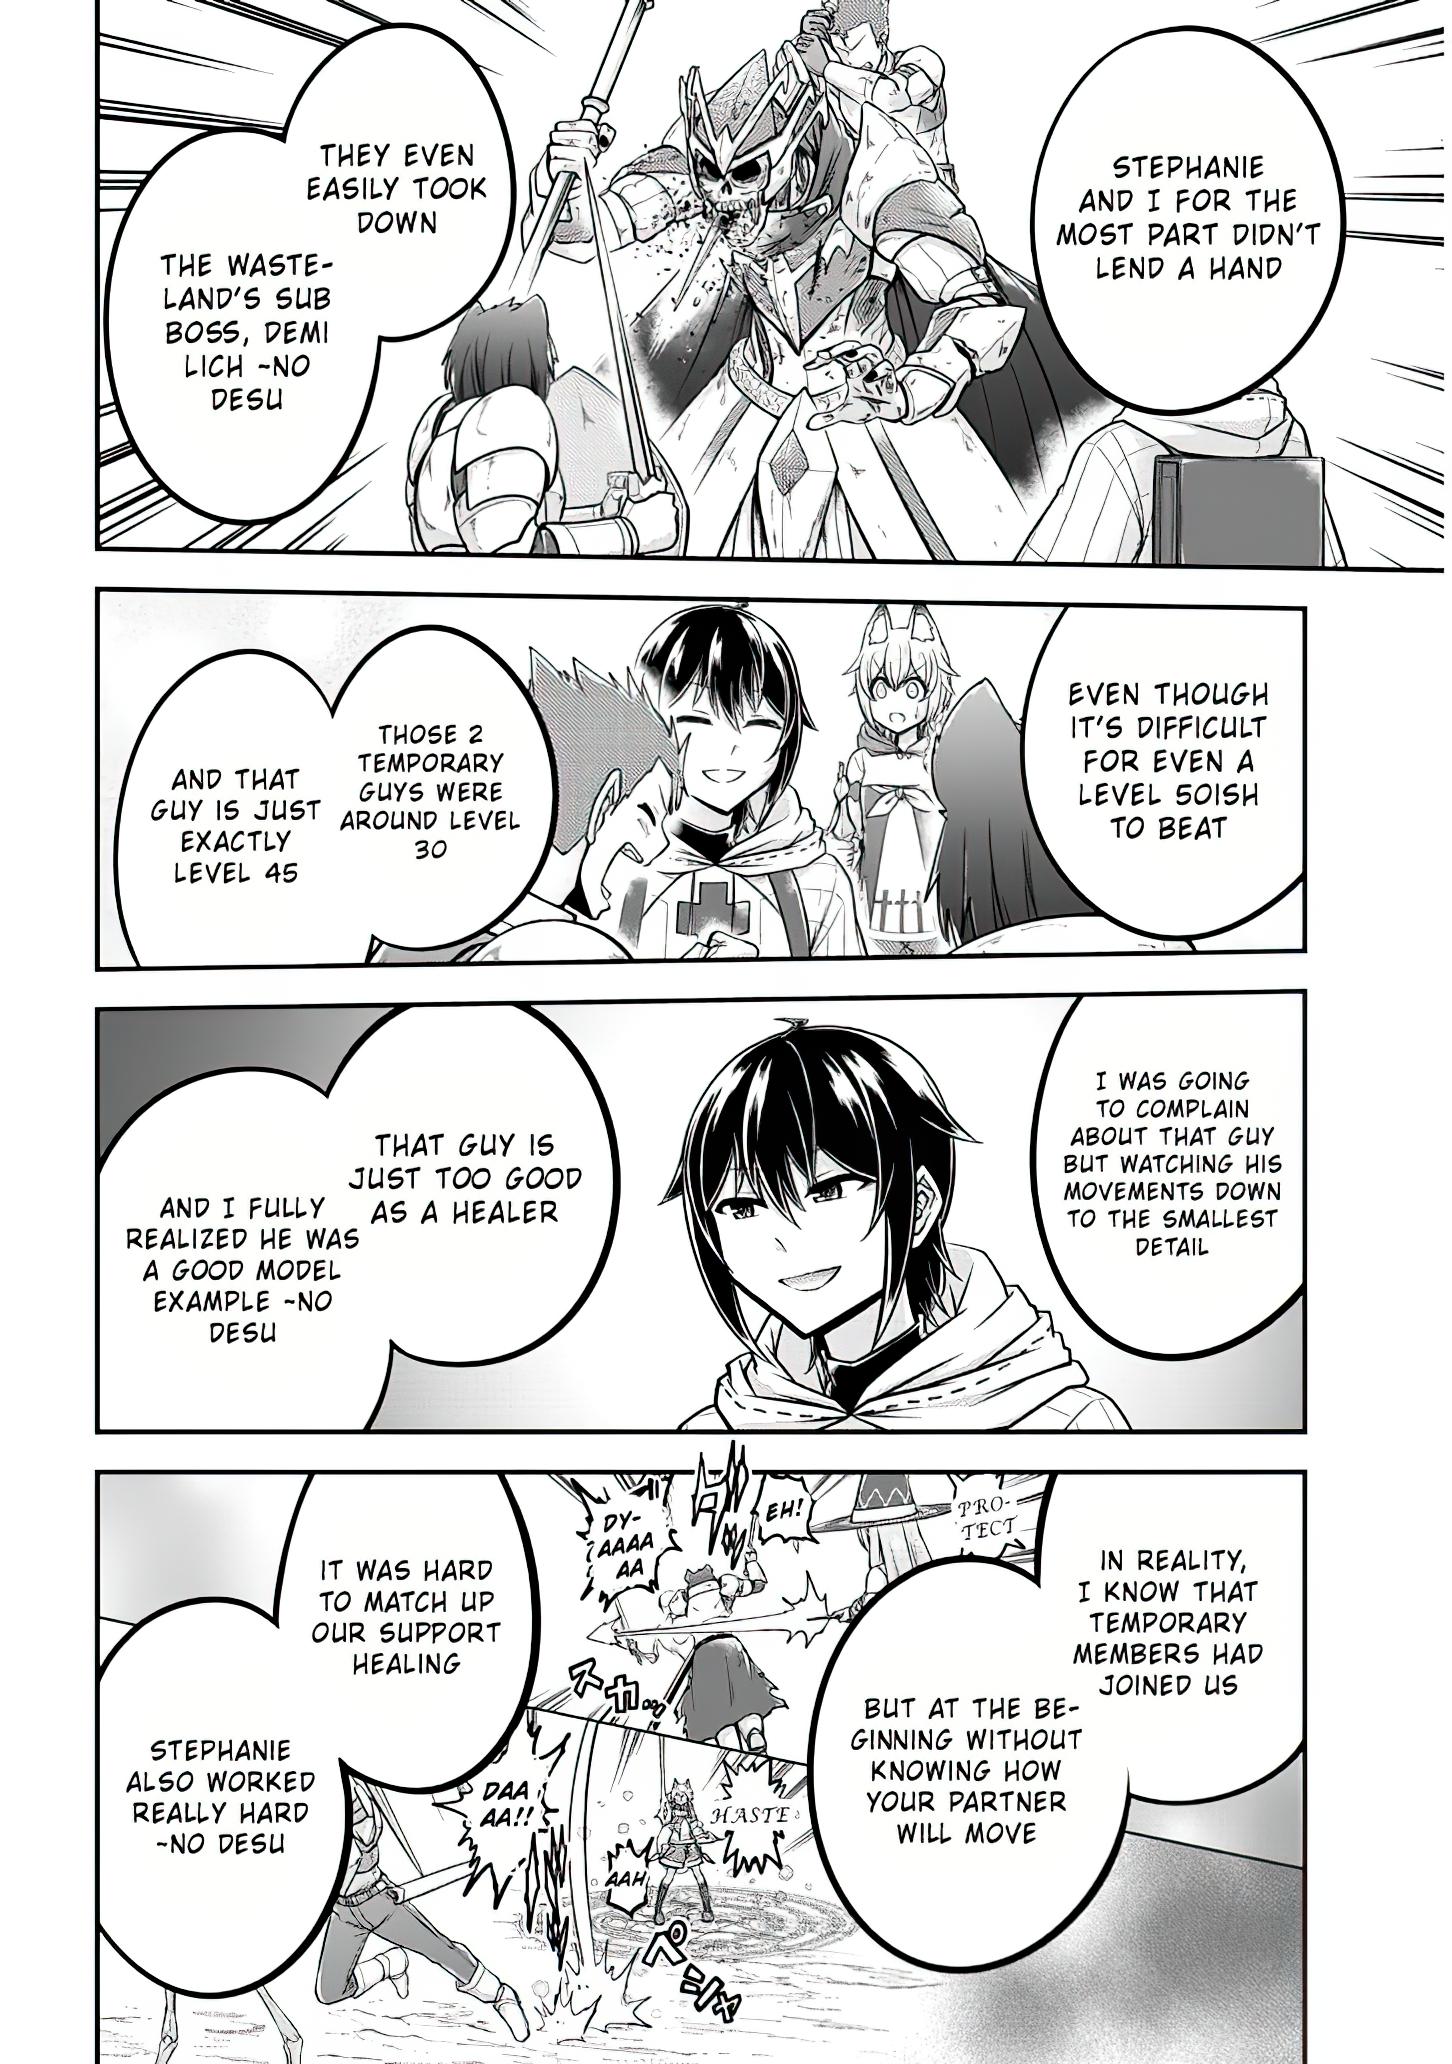 STEPHANIE
AND I FOR THE
MOST PART DIDN'T
LEND A HAND
THEY EVEN
EASILY TOOK
DOWN
THE WASTE-
LAND'S SUB
BOSS, DEMI
LICH ~NO
DESU
EVEN THOUGH
IT'S DIFFICULT
FOR EVEN A
LEVEL 50ISH
TO BEAT
THOSE 2
TEMPORARY
GUYS WERE
AROUND LEVEL
30
AND THAT
GUY IS JUST
EXACTLY
LEVEL 45
I WAS GOING
TO COMPLAIN
ABOUT THAT GUY
BUT WATCHING HIS
MOVEMENTS DOWN
TO THE SMALLEST
DETAIL
THAT GUY IS
JUST TOO GOOD
AS A HEALER
AND I FULLY
REALIZED HE WAS
A GOOD MODEL
EXAMPLE ~NO
DESU
IN REALITY,
I KNOW THAT
TEMPORARY
MEMBERS HAD
JOINED US
BUT AT THE BE-
GINNING WITHOUT
KNOWING HOW
YOUR PARTNER
WILL MOVE
PRO-
TECT
EH!
DY-
AAAA
AA
スカ...
HASTE
AAH
DAA
AA!!
ペシャ
IT WAS HARD
TO MATCH UP
OUR SUPPORT
HEALING
STEPHANIE
ALSO WORKED
REALLY HARD
~NO DESU